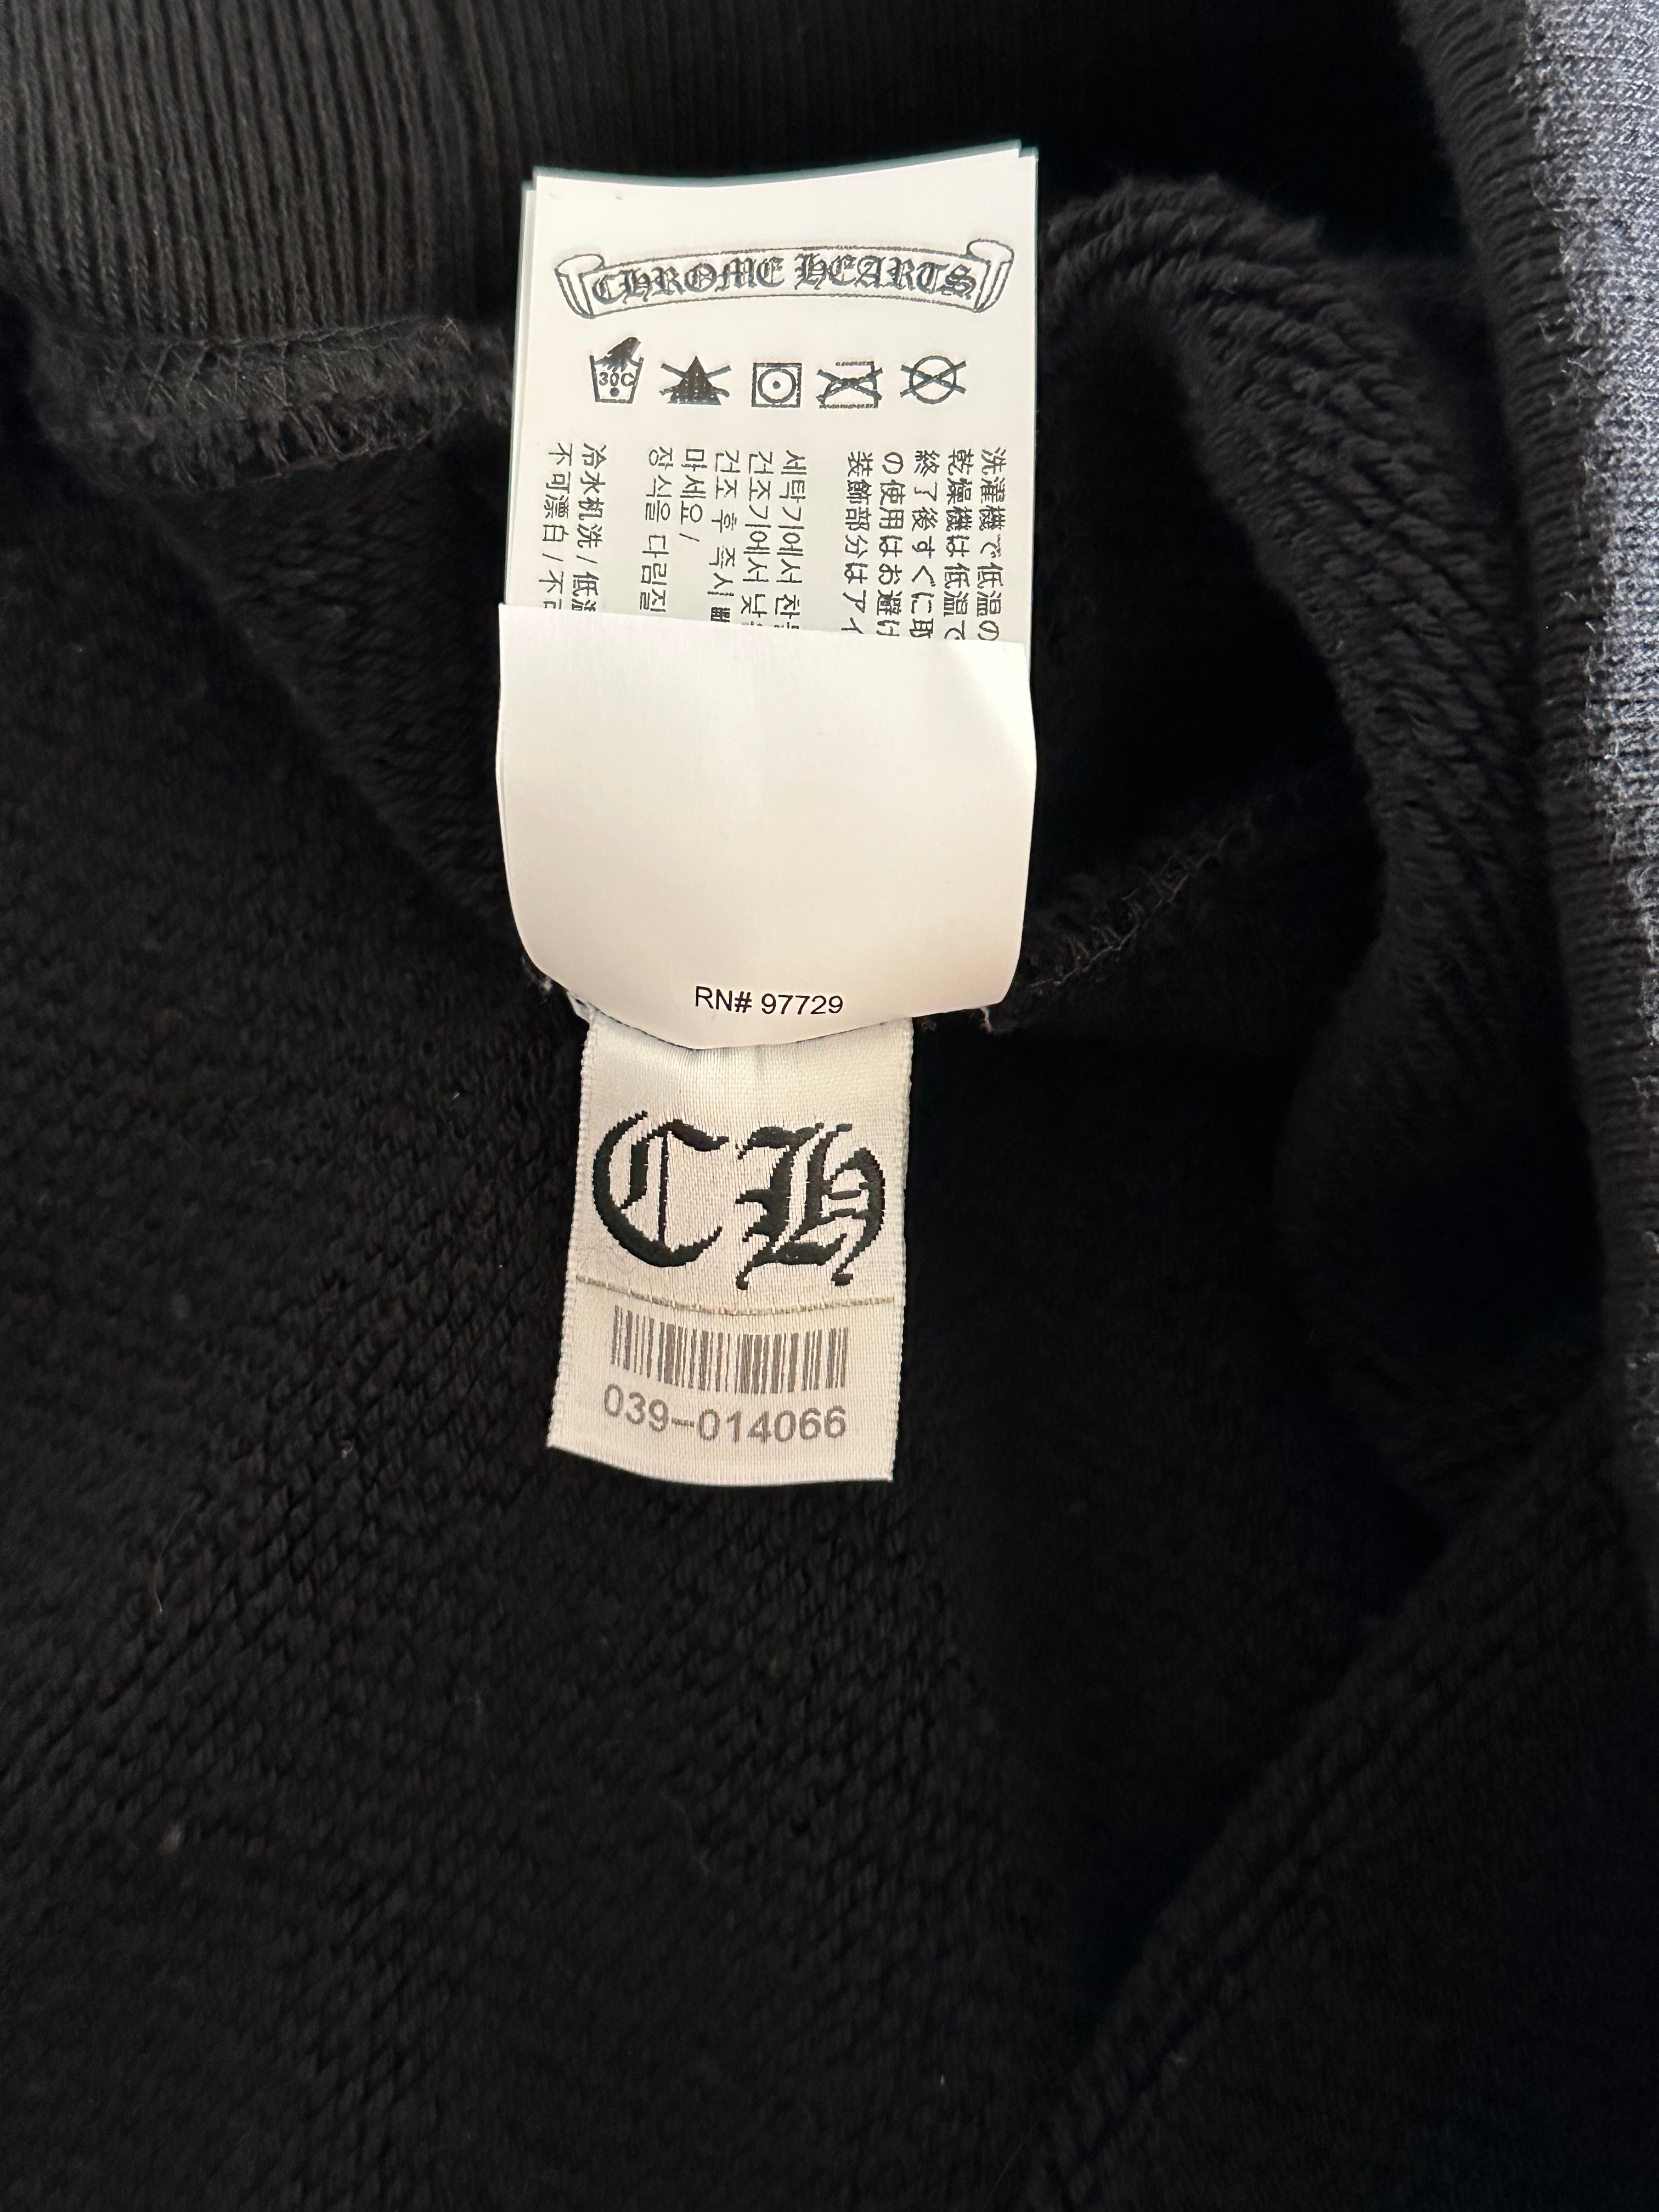 CHROME HEARTS
30C
洗濯機で低温の
乾燥機は低温で
終了後すぐに取
の使用はお避け
装飾部分はアイ
세탁기에서 찬
건조기에서 낮
건조 후 즉시
마세요 /
장식을 다림질
冷水机洗 / 低温
不可漂白 / 不可
RN# 97729
CH
039-014066